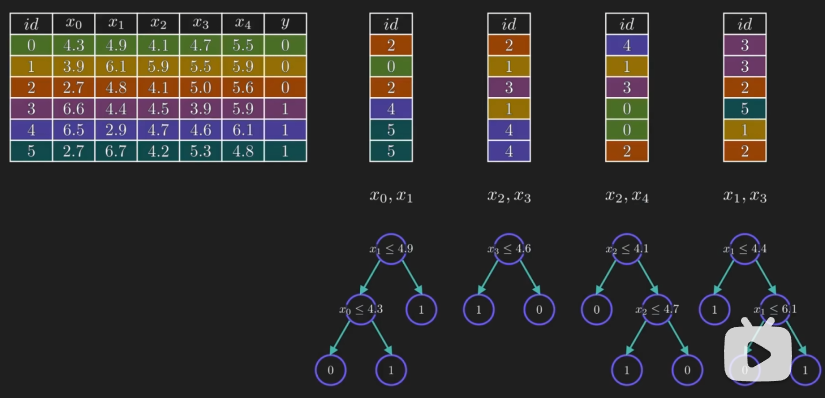 id x₀ x₁ x₂ x₃ x₄ y id id id id
0 4.3 4.9 4.1 4.7 5.5 0 2 2 4 3
1 3.9 6.1 5.9 5.5 5.9 0 0 1 1 3
2 2.7 4.8 4.1 5.0 5.6 0 2 3 3 2
3 6.6 4.4 4.5 3.9 5.9 1 4 1 0 5
4 6.5 2.9 4.7 4.6 6.1 1 5 4 0 1
5 2.7 6.7 4.2 5.3 4.8 1 5 4 2 2
x₀, x₁ x₂, x₃ x₂, x₄ x₁, x₃
x₁ ≤ 4.9 x₃ ≤ 4.6 x₂ ≤ 4.1 x₁ ≤ 4.4
x₀ ≤ 4.3 1 1 0 0 x₂ ≤ 4.7 1 x₁ ≤ 6.1
0 1 1 0 0 1